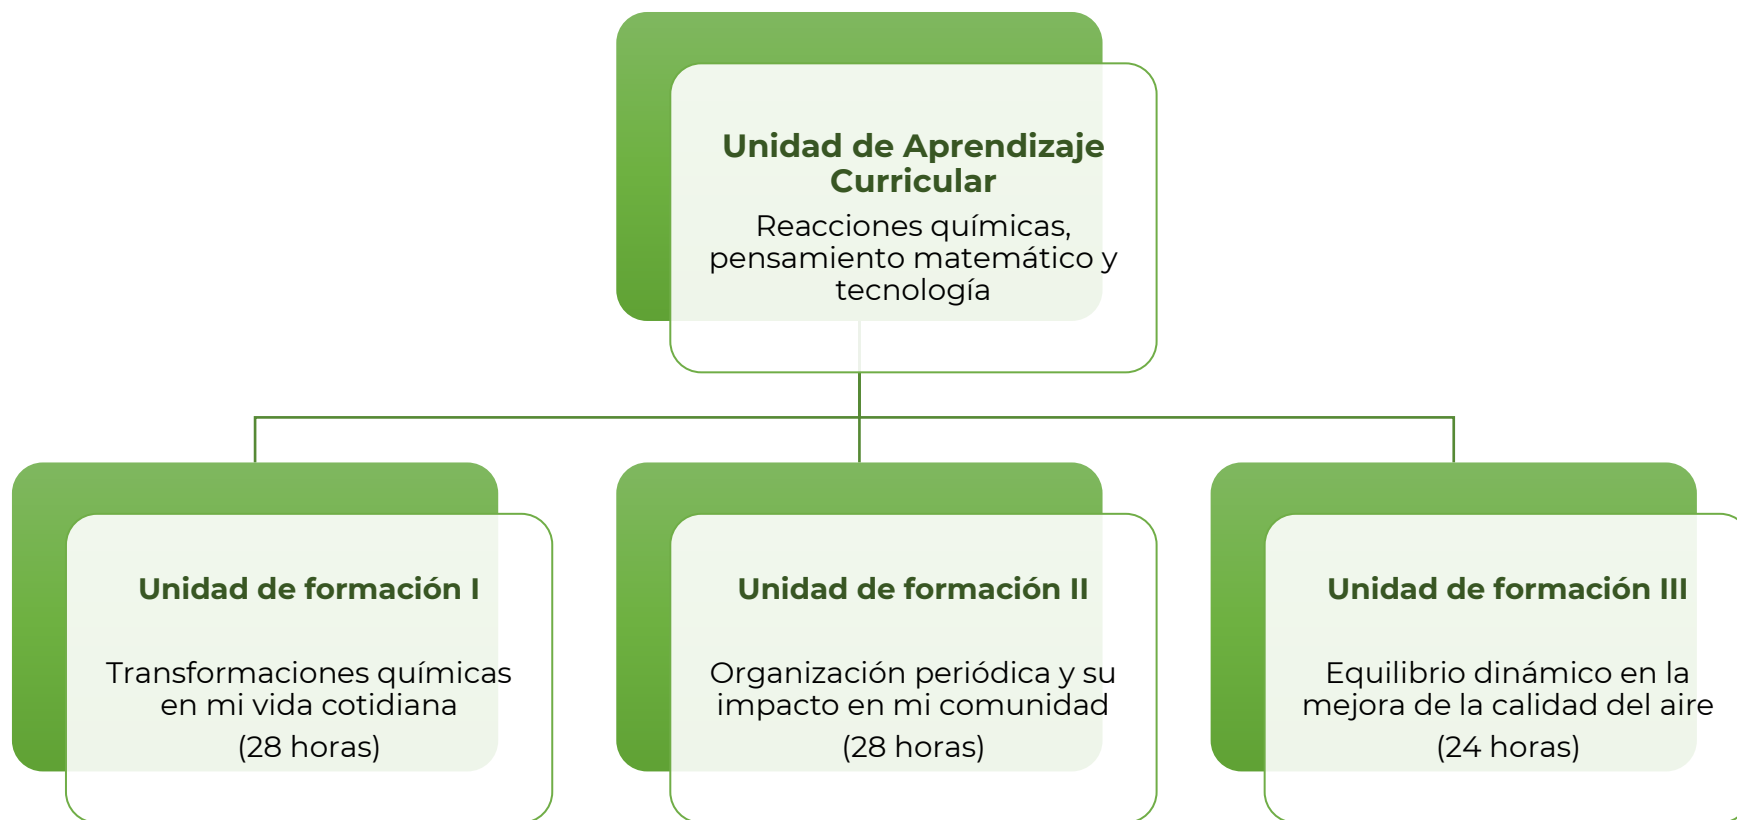 Unidad de Aprendizaje
Curricular
Reacciones químicas,
pensamiento matemático y
tecnología
Unidad de formación I
Transformaciones químicas
en mi vida cotidiana
(28 horas)
Unidad de formación II
Organización periódica y su
impacto en mi comunidad
(28 horas)
Unidad de formación III
Equilibrio dinámico en la
mejora de la calidad del aire
(24 horas)